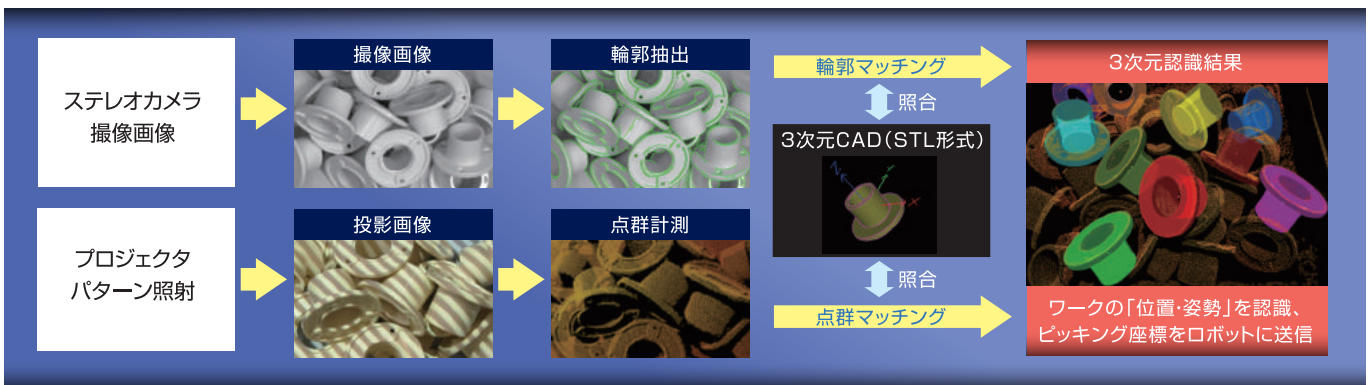 ステレオカメラ
撮像画像
撮像画像
輪郭抽出
輪郭マッチング
照合
3次元CAD(STL形式)
Z
Y
X
照合
点群マッチング
プロジェクタ
パターン照射
投影画像
点群計測
3次元認識結果
ワークの「位置・姿勢」を認識、
ピッキング座標をロボットに送信